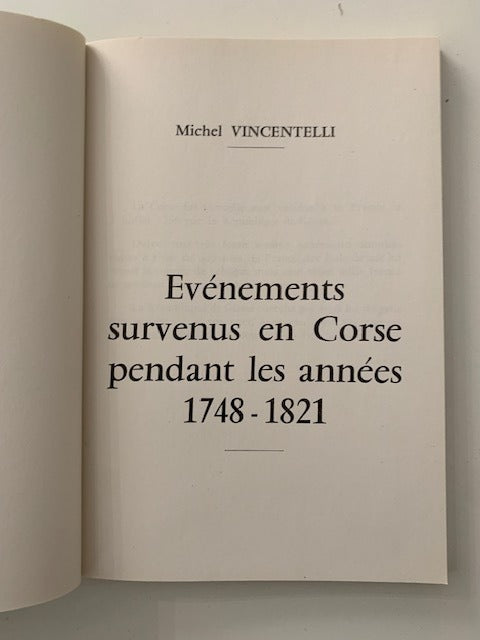 Michel VINCENTELLI
Evénements
survenus en Corse
pendant les années
1748 - 1821